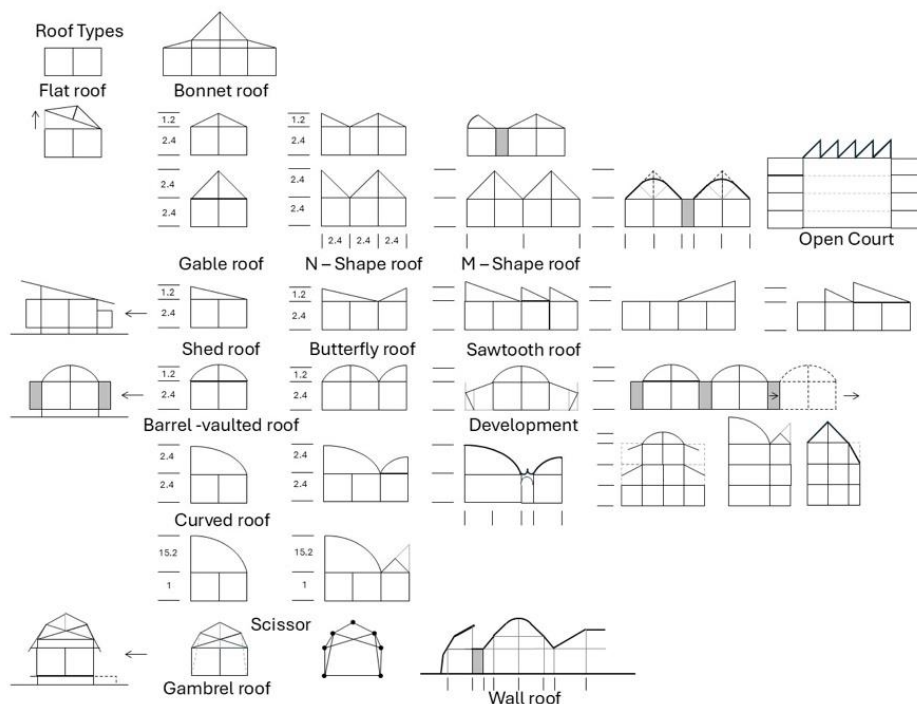 Roof Types
Flat roof
Bonnet roof
1.2
2.4
1.2
2.4
2.4
2.4
2.4
2.4
2.4 2.4 2.4
Open Court
Gable roof
N – Shape roof
M – Shape roof
1.2
2.4
1.2
2.4
Shed roof
Butterfly roof
Sawtooth roof
1.2
2.4
1.2
2.4
Barrel -vaulted roof
Development
2.4
2.4
2.4
2.4
Curved roof
15.2
1
15.2
1
Scissor
Gambrel roof
Wall roof